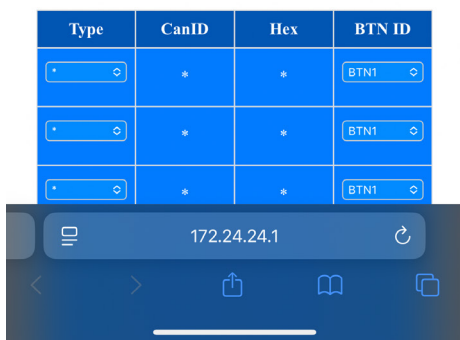 Type CanID Hex BTN ID
* * * BTN1
* * * BTN1
* * * BTN1
172.24.24.1